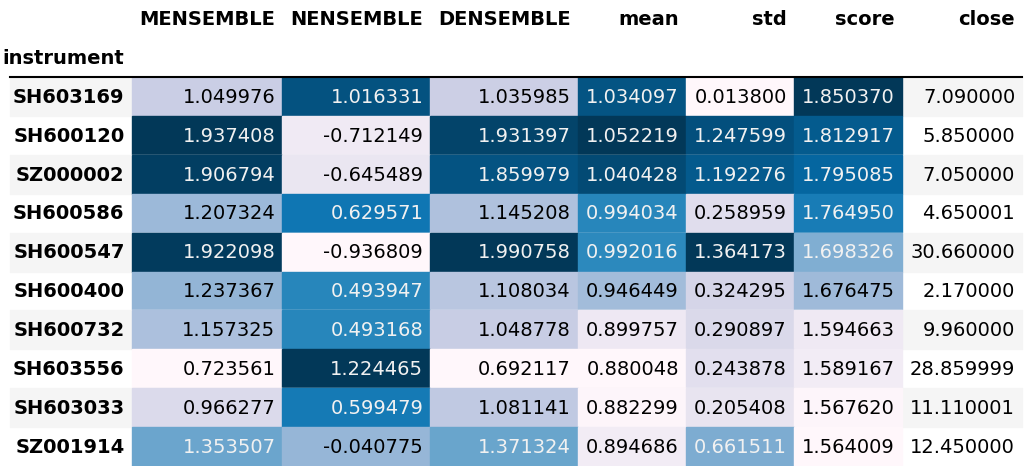 MENSEMBLE NENSEMBLE DENSEMBLE mean std score close
instrument
SH603169 1.049976 1.016331 1.035985 1.034097 0.013800 1.850370 7.090000
SH600120 1.937408 -0.712149 1.931397 1.052219 1.247599 1.812917 5.850000
SZ000002 1.906794 -0.645489 1.859979 1.040428 1.192276 1.795085 7.050000
SH600586 1.207324 0.629571 1.145208 0.994034 0.258959 1.764950 4.650001
SH600547 1.922098 -0.936809 1.990758 0.992016 1.364173 1.698326 30.660000
SH600400 1.237367 0.493947 1.108034 0.946449 0.324295 1.676475 2.170000
SH600732 1.157325 0.493168 1.048778 0.899757 0.290897 1.594663 9.960000
SH603556 0.723561 1.224465 0.692117 0.880048 0.243878 1.589167 28.859999
SH603033 0.966277 0.599479 1.081141 0.882299 0.205408 1.567620 11.110001
SZ001914 1.353507 -0.040775 1.371324 0.894686 0.661511 1.564009 12.450000